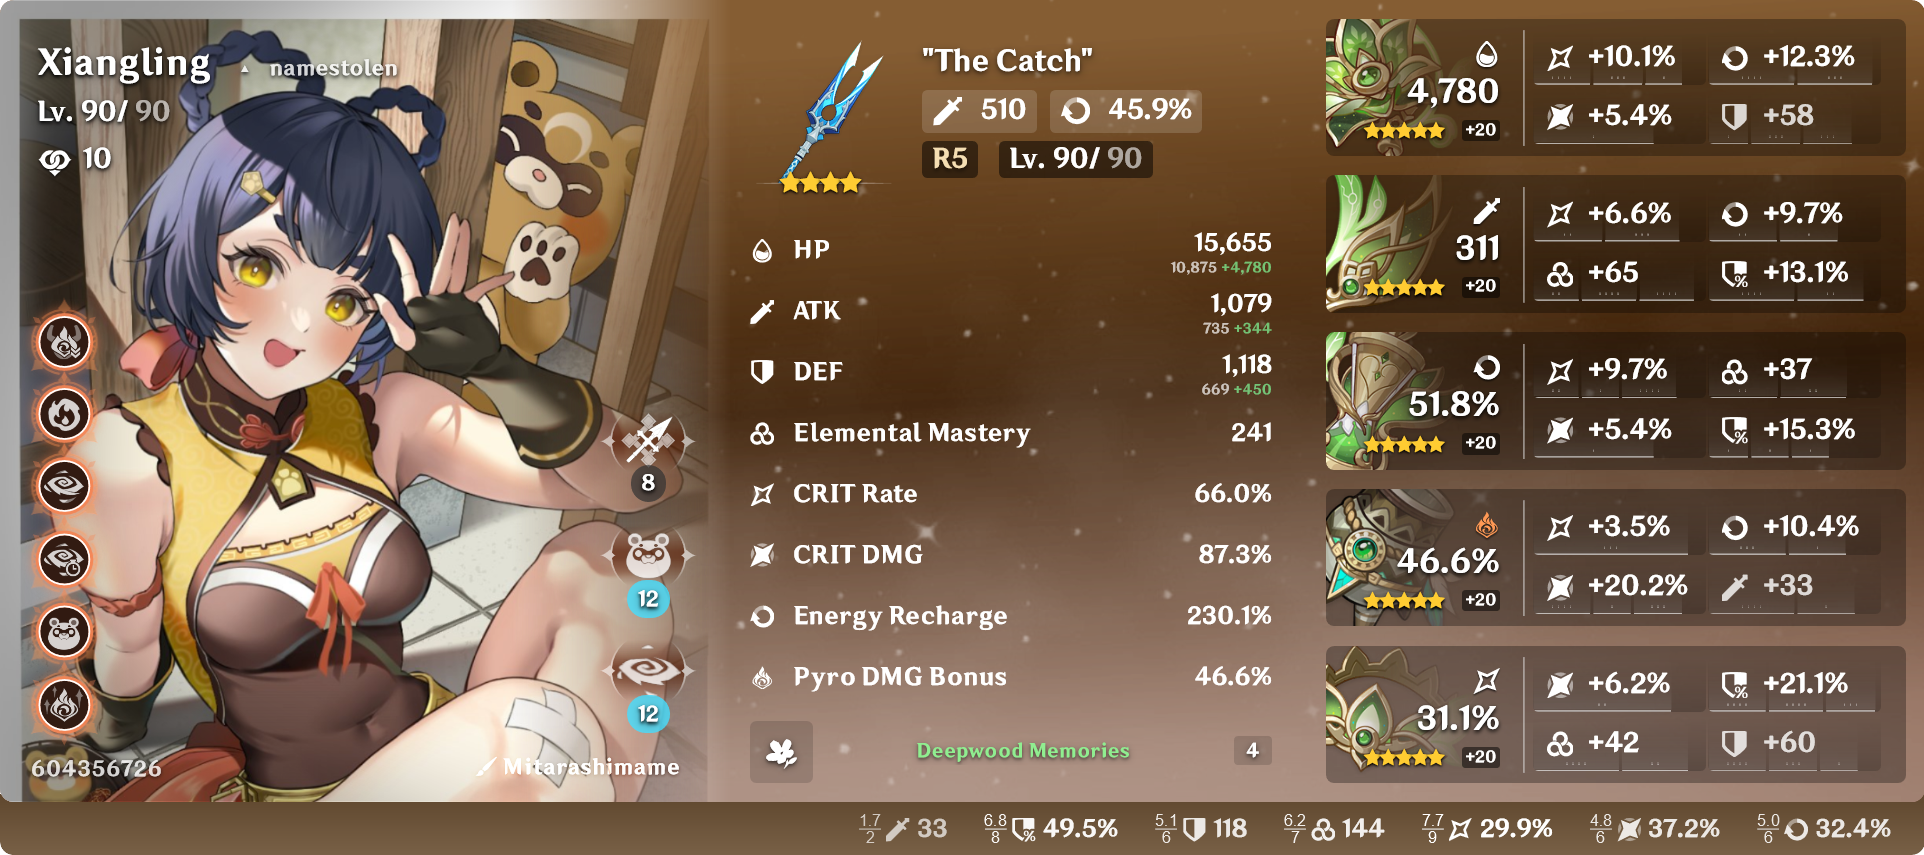 Xiangling namestolen
Lv. 90/ 90
10
8
12
12
604356726
Mitarashimame
"The Catch"
510 45.9%
R5 Lv. 90/ 90
HP 15,655
10,875 +4,780
ATK 1,079
735 +344
DEF 1,118
669 +450
Elemental Mastery 241
CRIT Rate 66.0%
CRIT DMG 87.3%
Energy Recharge 230.1%
Pyro DMG Bonus 46.6%
Deepwood Memories 4
4,780
+20
+10.1% +12.3%
+5.4% +58
311
+20
+6.6% +9.7%
+65 +13.1%
51.8%
+20
+9.7% +37
+5.4% +15.3%
46.6%
+20
+3.5% +10.4%
+20.2% +33
31.1%
+20
+6.2% +21.1%
+42 +60
1.7/2 33 6.8/8 49.5% 5.1/6 118 6.2/7 144 7.7/9 29.9% 4.8/6 37.2% 5.0/6 32.4%